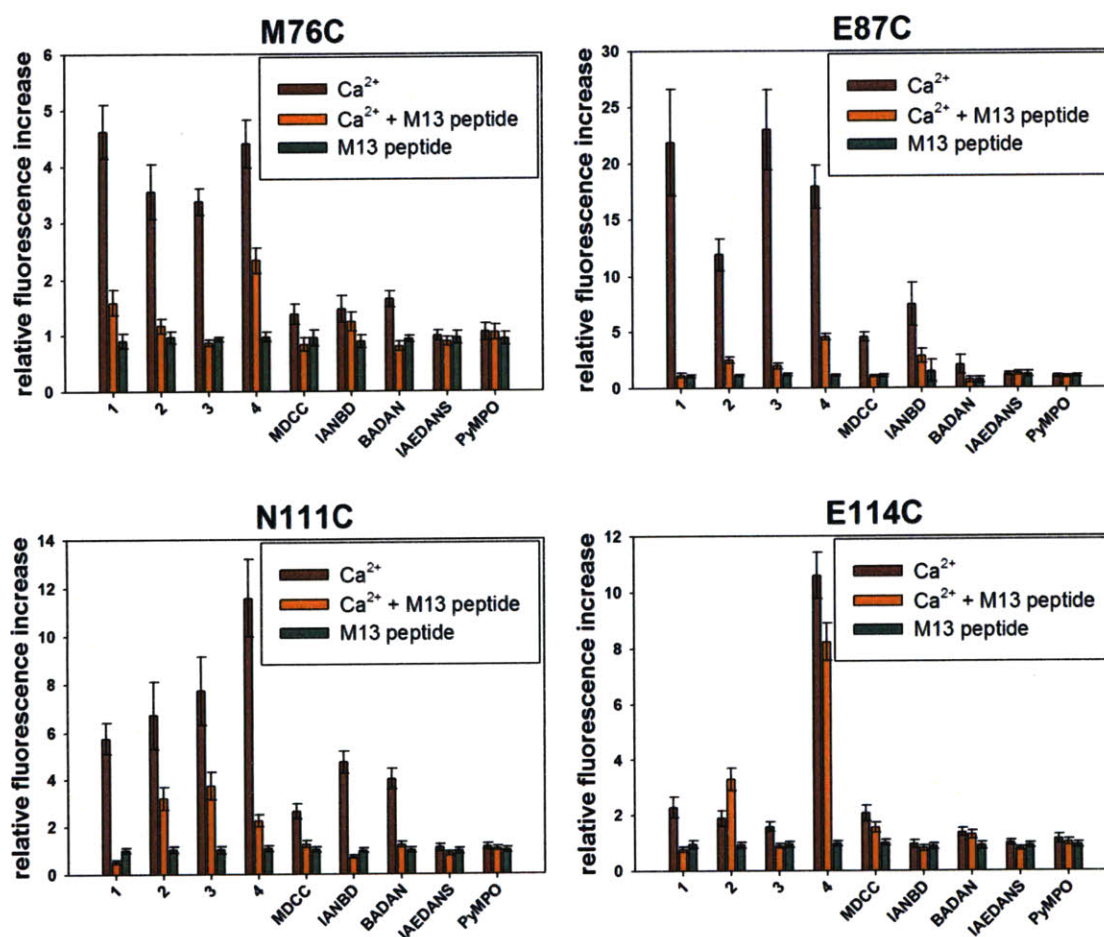 M76C
relative fluorescence increase
6
5
4
3
2
1
0
Ca²⁺
Ca²⁺ + M13 peptide
M13 peptide
1
2
3
4
MDCC
IANBD
BADAN
IAEDANS
PyMPO
E87C
relative fluorescence increase
30
25
20
15
10
5
0
Ca²⁺
Ca²⁺ + M13 peptide
M13 peptide
1
2
3
4
MDCC
IANBD
BADAN
IAEDANS
PyMPO
N111C
relative fluorescence increase
14
12
10
8
6
4
2
0
Ca²⁺
Ca²⁺ + M13 peptide
M13 peptide
1
2
3
4
MDCC
IANBD
BADAN
IAEDANS
PyMPO
E114C
relative fluorescence increase
12
10
8
6
4
2
0
Ca²⁺
Ca²⁺ + M13 peptide
M13 peptide
1
2
3
4
MDCC
IANBD
BADAN
IAEDANS
PyMPO